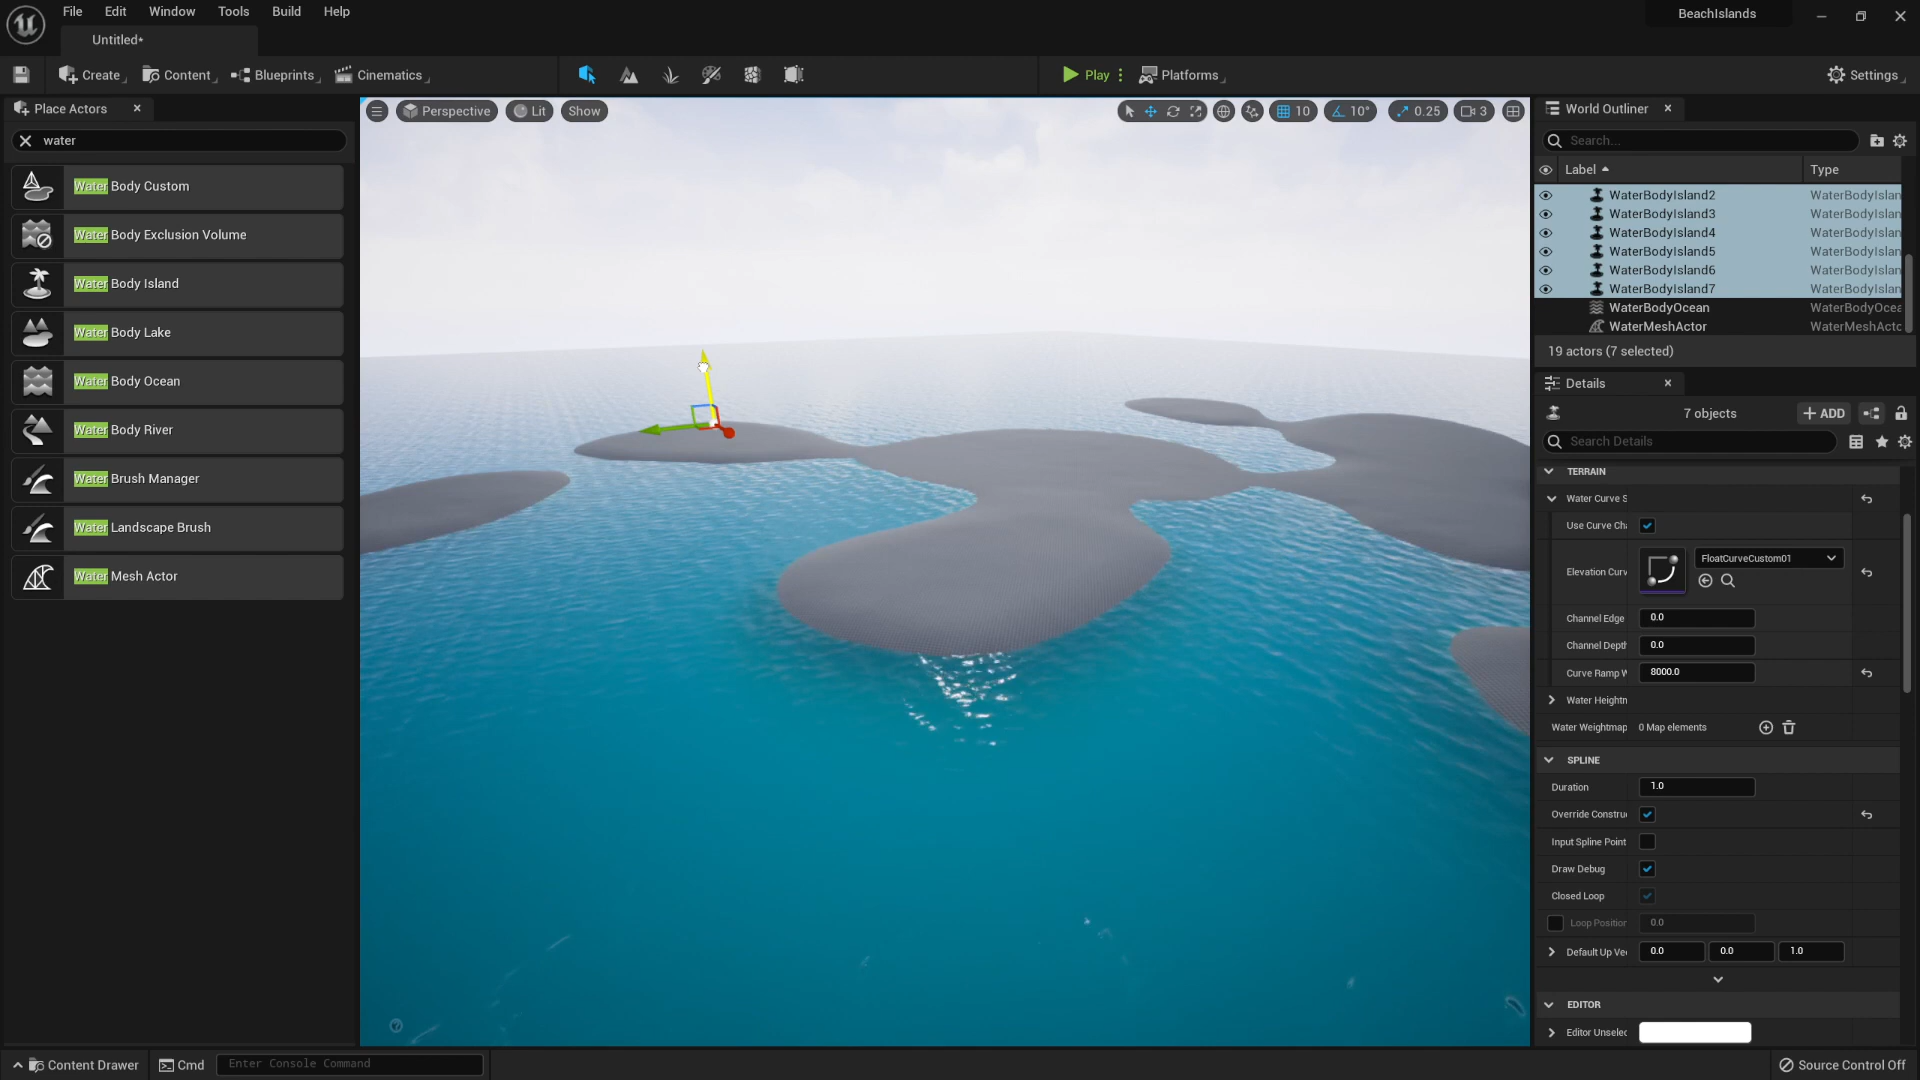 File Edit Window Tools Build Help
BeachIslands
Untitled*
Create Content Blueprints Cinematics
Play Platforms
Settings
Place Actors
water
Water Body Custom
Water Body Exclusion Volume
Water Body Island
Water Body Lake
Water Body Ocean
Water Body River
Water Brush Manager
Water Landscape Brush
Water Mesh Actor
Perspective Lit Show
10 10° 0.25 3
World Outliner
Search...
Label Type
WaterBodyIsland2 WaterBodyIslan
WaterBodyIsland3 WaterBodyIslan
WaterBodyIsland4 WaterBodyIslan
WaterBodyIsland5 WaterBodyIslan
WaterBodyIsland6 WaterBodyIslan
WaterBodyIsland7 WaterBodyIslan
WaterBodyOcean WaterBodyOcea
WaterMeshActor WaterMeshActo
19 actors (7 selected)
Details
7 objects
ADD
Search Details
TERRAIN
Water Curve S
Use Curve Cha
Elevation Curv FloatCurveCustom01
Channel Edge 0.0
Channel Depth 0.0
Curve Ramp W 8000.0
Water Heightm
Water Weightmap 0 Map elements
SPLINE
Duration 1.0
Override Constru
Input Spline Point
Draw Debug
Closed Loop
Loop Position 0.0
Default Up Vec 0.0 0.0 1.0
EDITOR
Editor Unselec
Content Drawer Cmd Enter Console Command
Source Control Off